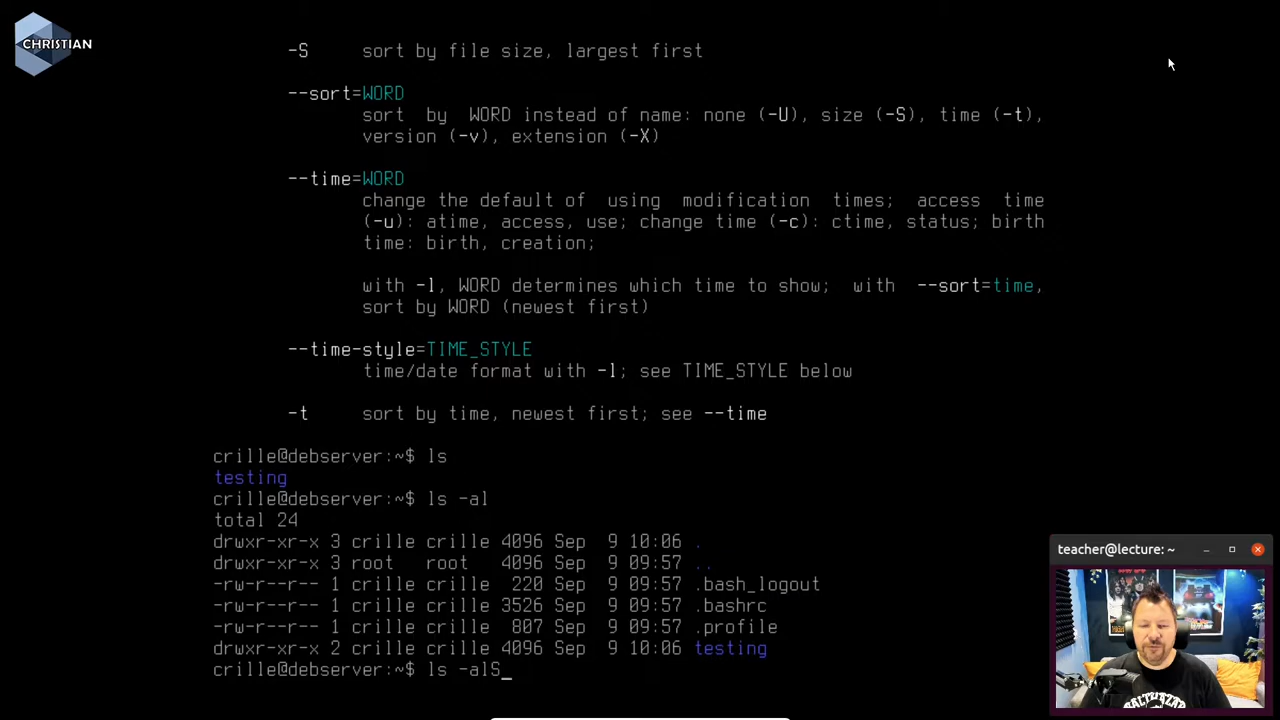 CHRISTIAN
-S sort by file size, largest first
--sort=WORD
sort by WORD instead of name: none (-U), size (-S), time (-t),
version (-v), extension (-X)
--time=WORD
change the default of using modification times; access time
(-u): atime, access, use; change time (-c): ctime, status; birth
time: birth, creation;
with -l, WORD determines which time to show; with --sort=time,
sort by WORD (newest first)
--time-style=TIME_STYLE
time/date format with -l; see TIME_STYLE below
-t sort by time, newest first; see --time
crille@debserver:~$ ls
testing
crille@debserver:~$ ls -al
total 24
drwxr-xr-x 3 crille crille 4096 Sep 9 10:06 .
drwxr-xr-x 3 root root 4096 Sep 9 09:57 ..
-rw-r--r-- 1 crille crille 220 Sep 9 09:57 .bash_logout
-rw-r--r-- 1 crille crille 3526 Sep 9 09:57 .bashrc
-rw-r--r-- 1 crille crille 807 Sep 9 09:57 .profile
drwxr-xr-x 2 crille crille 4096 Sep 9 10:06 testing
crille@debserver:~$ ls -alS_
teacher@lecture: ~